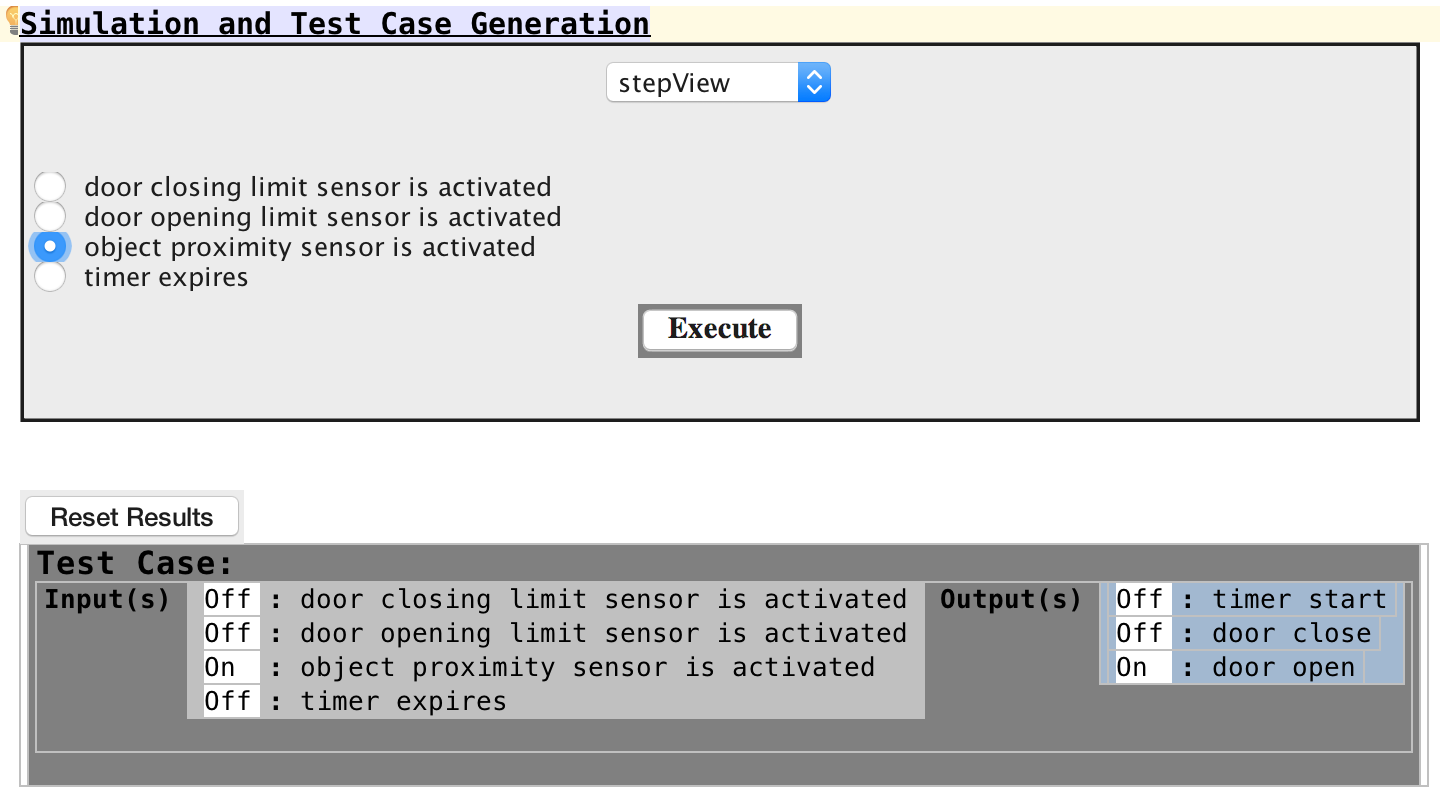 Simulation and Test Case Generation
stepView
door closing limit sensor is activated
door opening limit sensor is activated
object proximity sensor is activated
timer expires
Execute
Reset Results
Test Case:
Input(s) Off : door closing limit sensor is activated Output(s) Off : timer start
Off : door opening limit sensor is activated Off : door close
On : object proximity sensor is activated On : door open
Off : timer expires